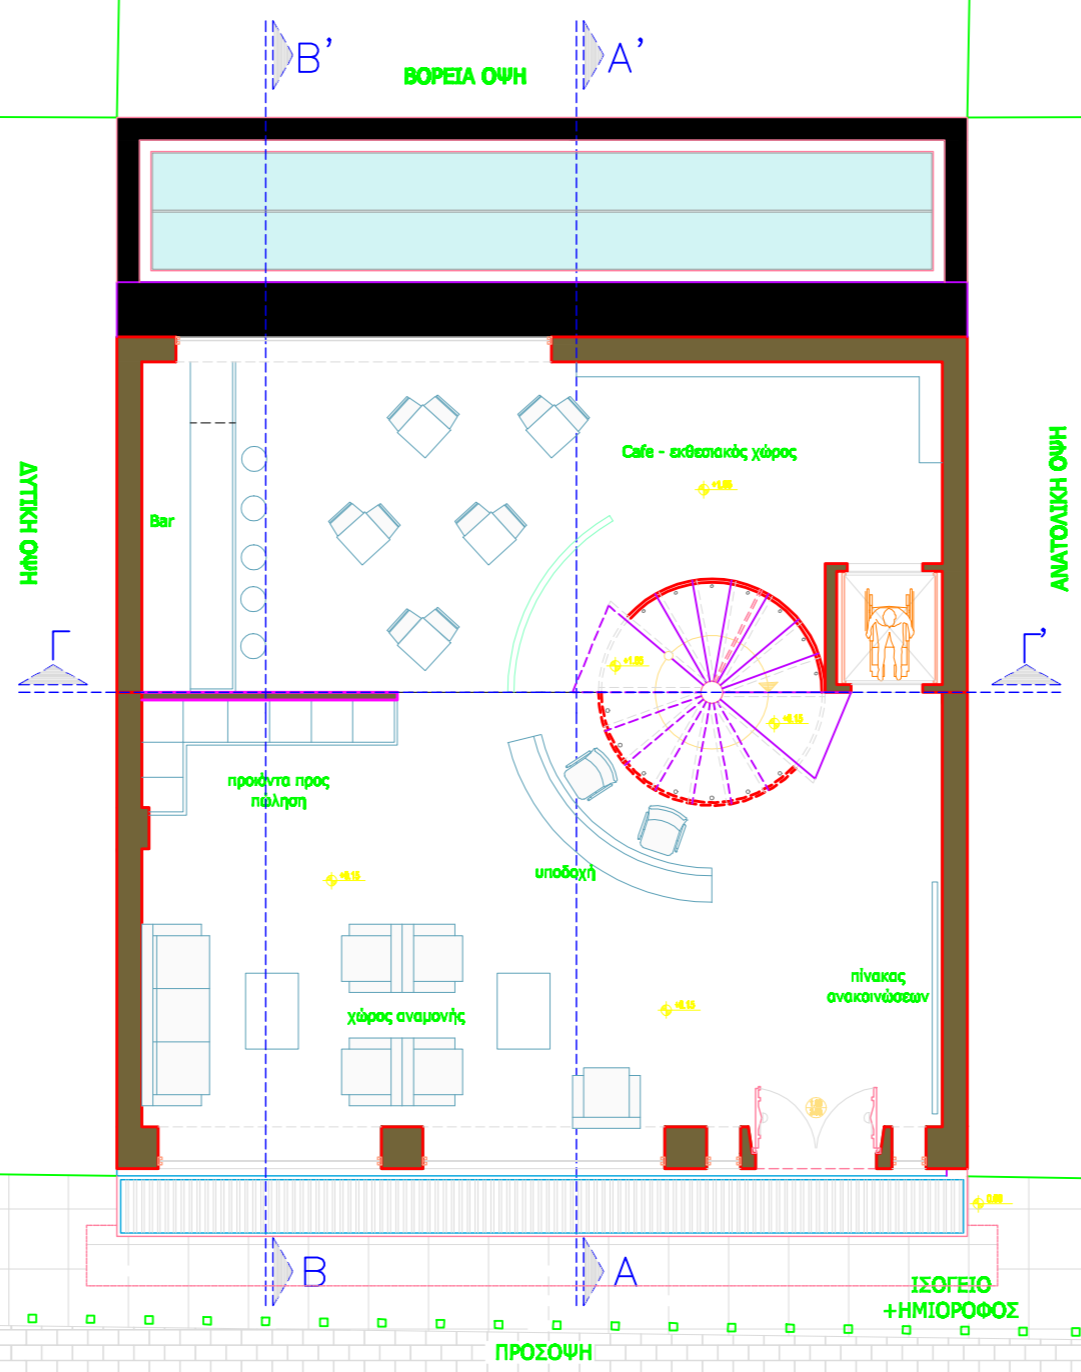 B’
A’
ΒΟΡΕΙΑ ΟΨΗ
ΔΥΤΙΚΗ ΟΨΗ
ΑΝΑΤΟΛΙΚΗ ΟΨΗ
Cafe - εκθεσιακός χώρος
Bar
Γ
Γ’
προιόντα προς
πώληση
υποδοχή
πίνακας
ανακοινώσεων
χώρος αναμονής
B
A
ΙΣΟΓΕΙΟ
+ΗΜΙΟΡΟΦΟΣ
ΠΡΟΣΟΨΗ